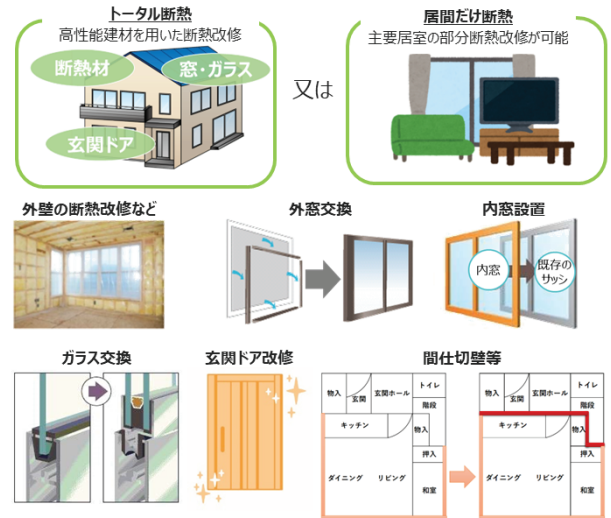 トータル断熱
高性能建材を用いた断熱改修
断熱材
窓・ガラス
玄関ドア
又は
居間だけ断熱
主要居室の部分断熱改修が可能
外壁の断熱改修など
外窓交換
内窓設置
内窓
既存の
サッシ
ガラス交換
玄関ドア改修
間仕切壁等
物入
玄関
玄関ホール
トイレ
階段
キッチン
物入
押入
ダイニング
リビング
和室
物入
玄関
玄関ホール
トイレ
階段
キッチン
物入
押入
ダイニング
リビング
和室